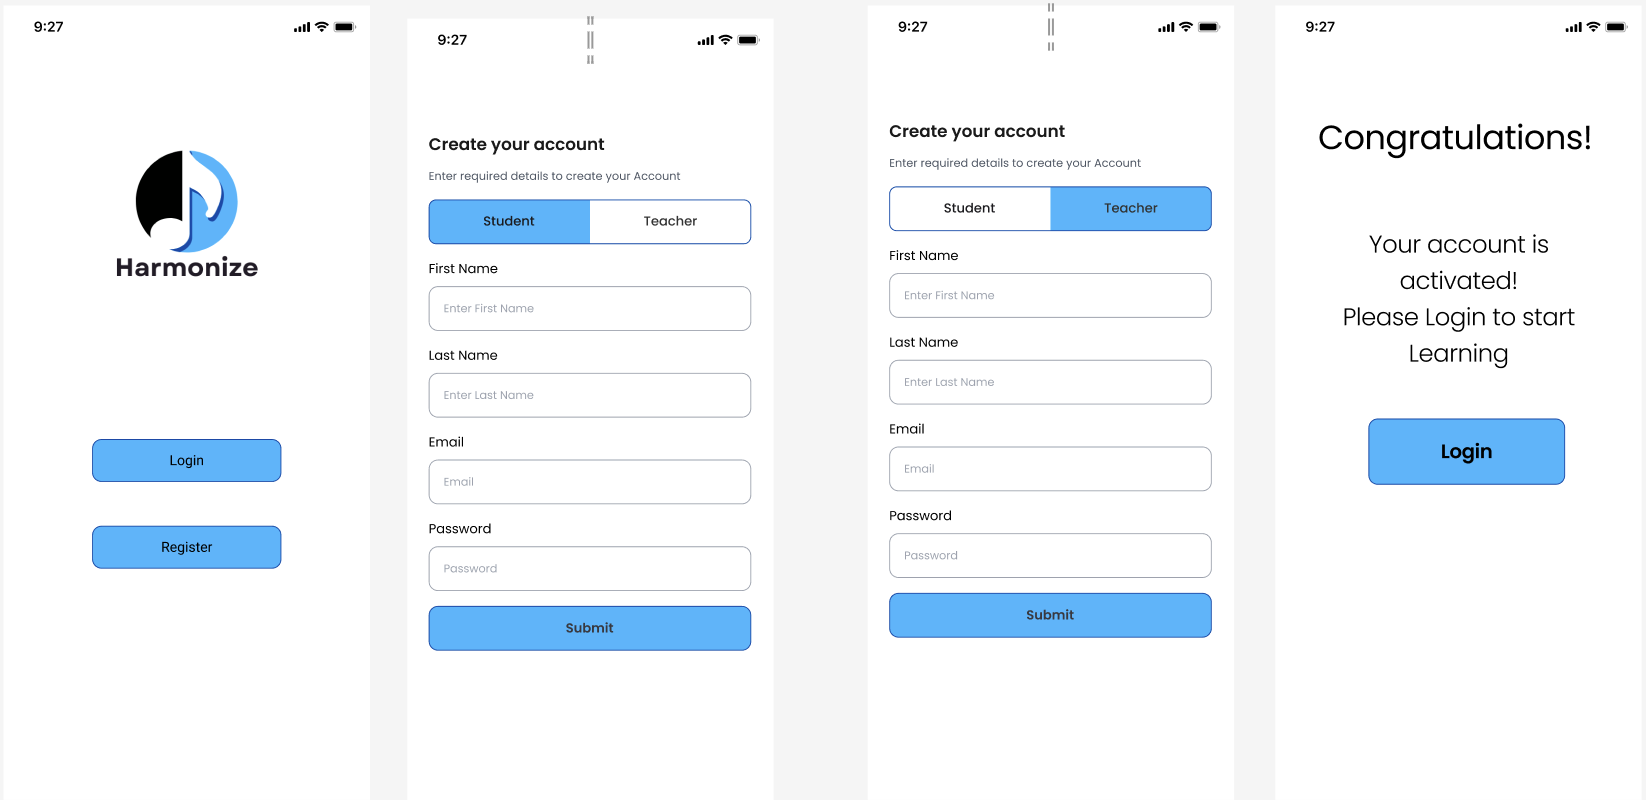 9:27
Harmonize
Login
Register
9:27
Create your account
Enter required details to create your Account
Student
Teacher
First Name
Enter First Name
Last Name
Enter Last Name
Email
Email
Password
Password
Submit
9:27
Create your account
Enter required details to create your Account
Student
Teacher
First Name
Enter First Name
Last Name
Enter Last Name
Email
Email
Password
Password
Submit
9:27
Congratulations!
Your account is
activated!
Please Login to start
Learning
Login